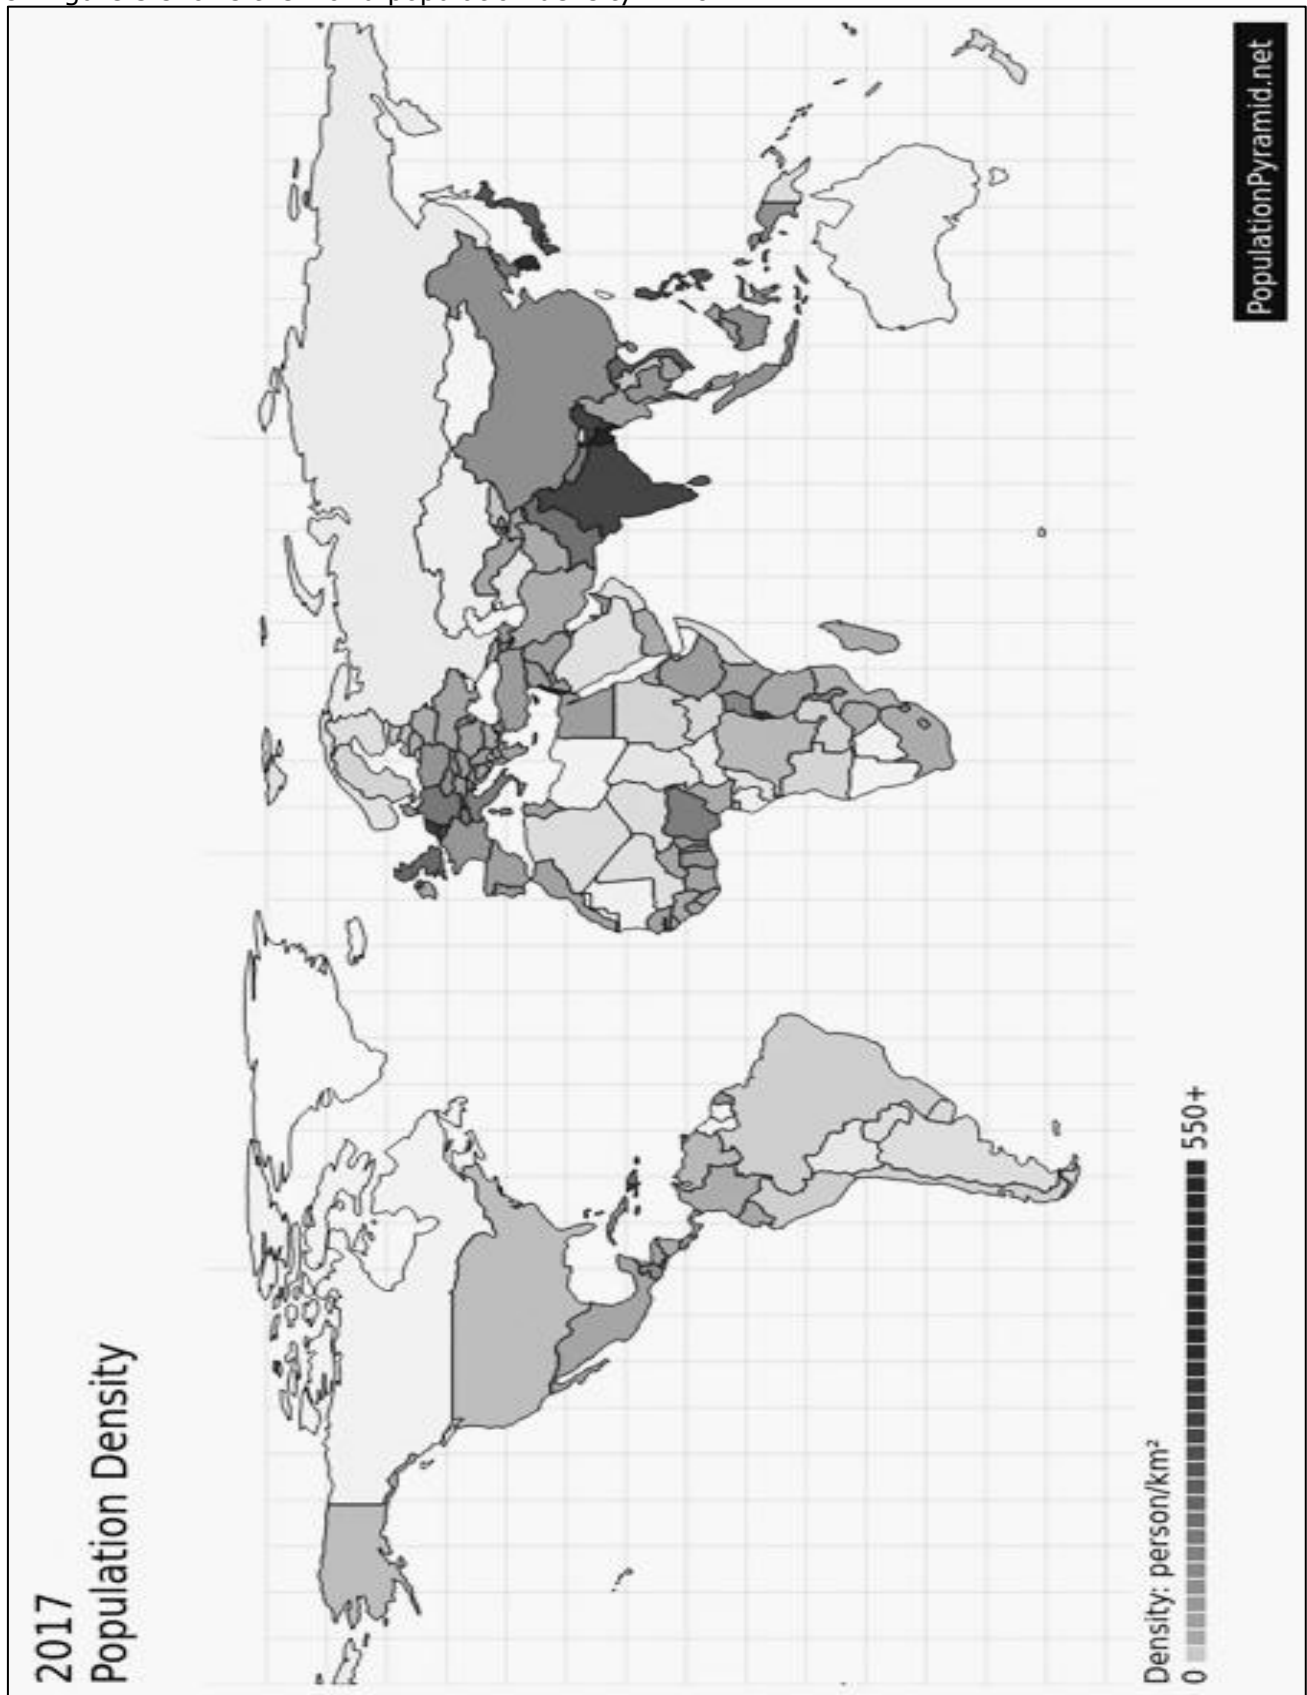 2017
Population Density
Density: person/km²
0 550+
PopulationPyramid.net